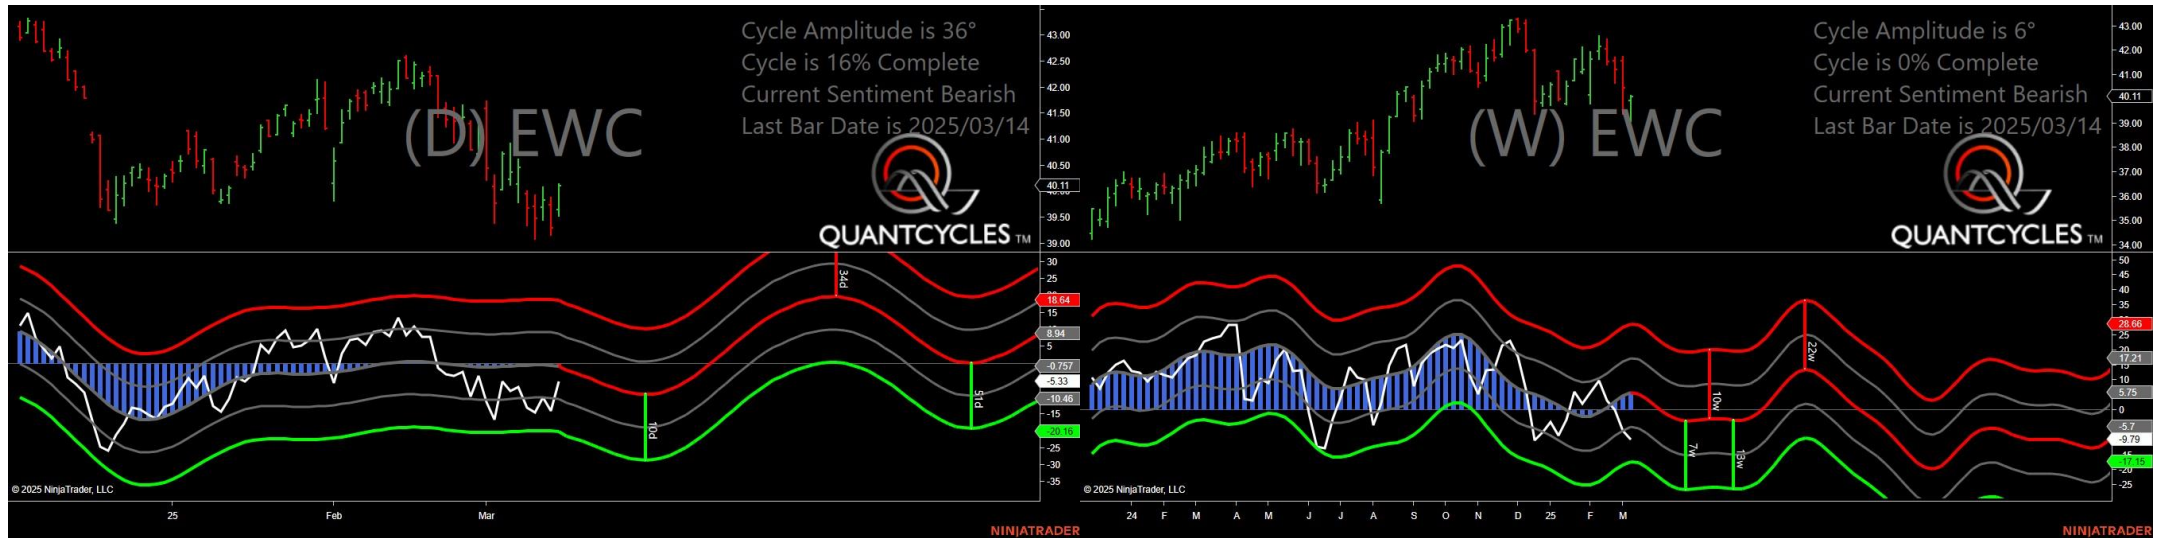 Cycle Amplitude is 36°
Cycle is 16% Complete
Current Sentiment Bearish
Last Bar Date is 2025/03/14
(D) EWC
QUANTCYCLES TM
43.00
42.50
42.00
41.50
41.00
40.50
40.11
39.50
39.00
30
25
18.64
15
8.94
5
-0.757
-5.33
-10.46
-15
-20.16
-25
-30
-35
34d
10d
51d
© 2025 NinjaTrader, LLC
25
Feb
Mar
NINJATRADER
Cycle Amplitude is 6°
Cycle is 0% Complete
Current Sentiment Bearish
Last Bar Date is 2025/03/14
(W) EWC
QUANTCYCLES TM
43.00
42.00
41.00
40.11
39.00
38.00
37.00
36.00
35.00
34.00
50
45
40
35
28.66
20
17.21
15
10
5.75
0
-5.7
-9.79
-17.15
-20
-25
10w
22w
7w
13w
© 2025 NinjaTrader, LLC
24
F
M
A
M
J
J
A
S
O
N
D
25
F
M
NINJATRADER